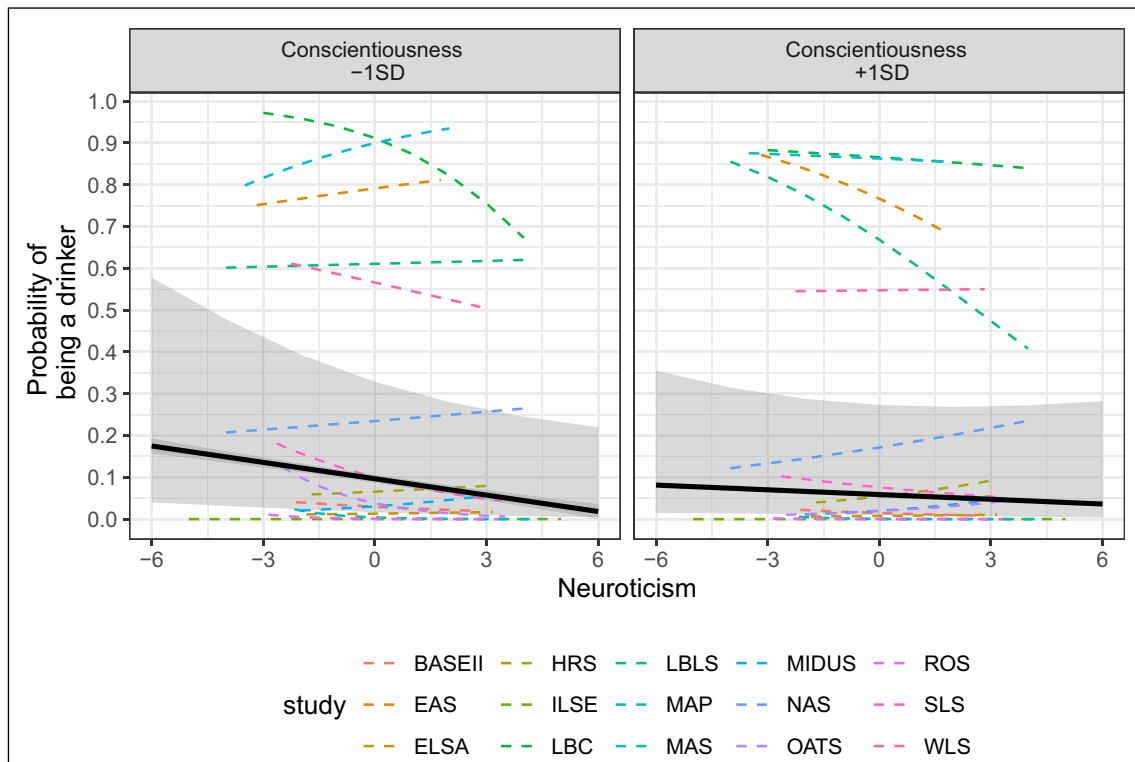 Conscientiousness
−1SD
Conscientiousness
+1SD
Probability of
being a drinker
1.0
0.9
0.8
0.7
0.6
0.5
0.4
0.3
0.2
0.1
0.0
−6 −3 0 3 6
−6 −3 0 3 6
Neuroticism
study
BASEII HRS LBLS MIDUS ROS
EAS ILSE MAP NAS SLS
ELSA LBC MAS OATS WLS